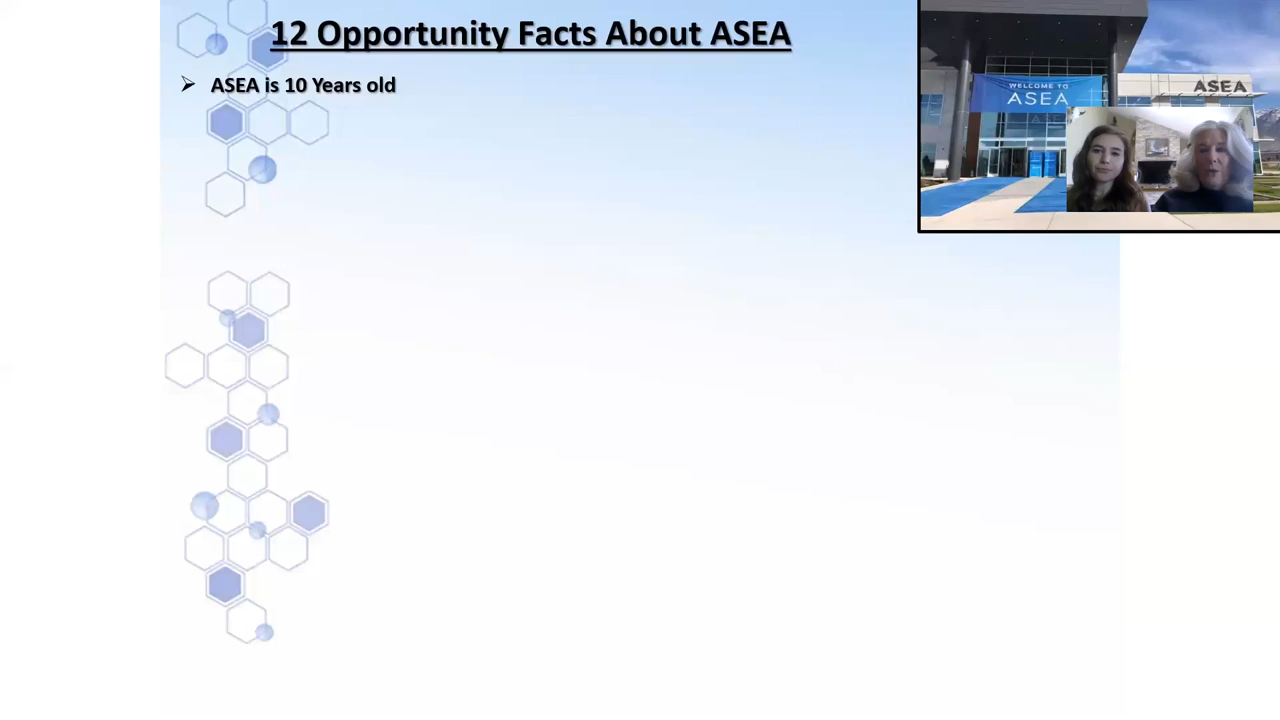 12 Opportunity Facts About ASEA
ASEA is 10 Years old
WELCOME TO
ASEA
ASEA